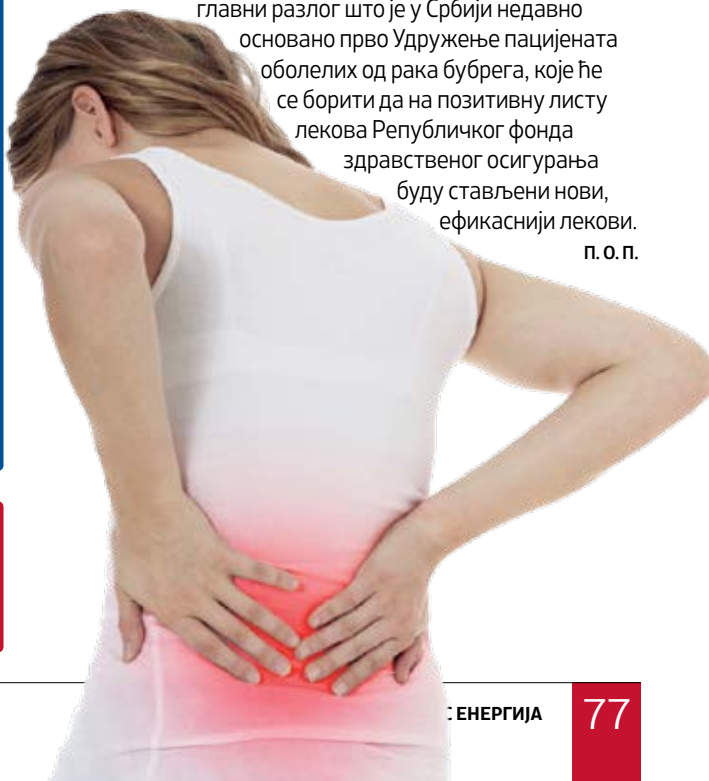 главни разлог што је у Србији недавно
основано прво Удружење пацијената
оболелих од рака бубрега, које ће
се борити да на позитивну листу
лекова Републичког фонда
здравственог осигурања
буду стављени нови,
ефикаснији лекови.
П. О. П.
ЕНЕРГИЈА
77